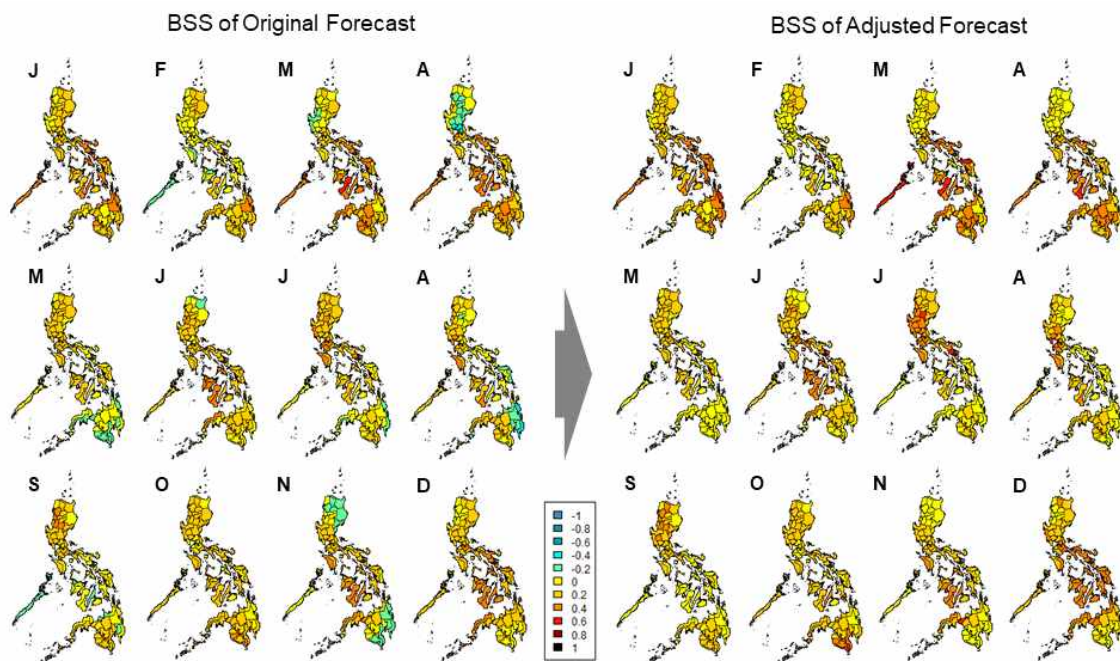 BSS of Original Forecast
BSS of Adjusted Forecast
J F M A
J F M A
M J J A
M J J A
S O N D
S O N D
-1
-0.8
-0.6
-0.4
-0.2
0
0.2
0.4
0.6
0.8
1